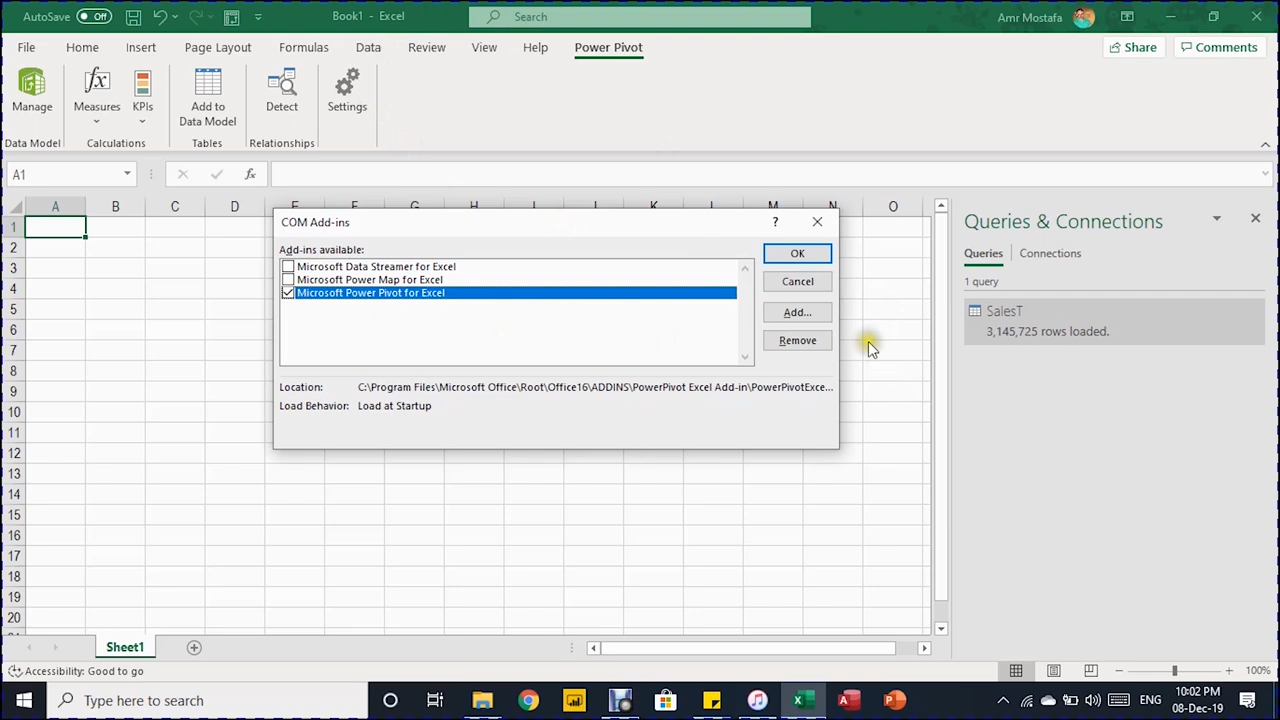 AutoSave Off Book1 - Excel Search Amr Mostafa
File Home Insert Page Layout Formulas Data Review View Help Power Pivot Share Comments
Manage Measures KPIs Add to Data Model Detect Settings
Data Model Calculations Tables Relationships
A1 fx
A B C D E F G H I J K L M N O
COM Add-ins ?
Add-ins available:
Microsoft Data Streamer for Excel
Microsoft Power Map for Excel
Microsoft Power Pivot for Excel
OK
Cancel
Add...
Remove
Location: C:\Program Files\Microsoft Office\Root\Office16\ADDINS\PowerPivot Excel Add-in\PowerPivotExce...
Load Behavior: Load at Startup
Queries & Connections
Queries Connections
1 query
SalesT
3,145,725 rows loaded.
1
2
3
4
5
6
7
8
9
10
11
12
13
14
15
16
17
18
19
20
Sheet1
Accessibility: Good to go 100%
Type here to search ENG 10:02 PM
08-Dec-19